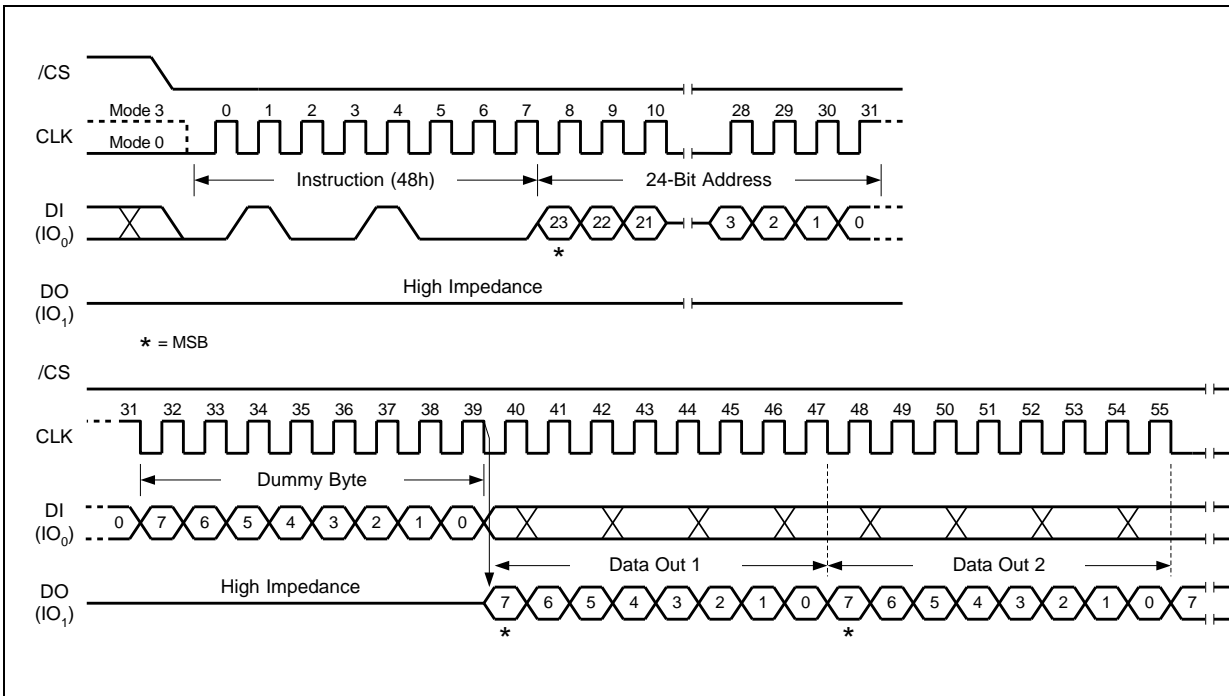 /CS
Mode 3
0 1 2 3 4 5 6 7 8 9 10 28 29 30 31
CLK
Mode 0
Instruction (48h)
24-Bit Address
DI
(IO0)
23 22 21 3 2 1 0
*
High Impedance
DO
(IO1)
* = MSB
/CS
31 32 33 34 35 36 37 38 39 40 41 42 43 44 45 46 47 48 49 50 51 52 53 54 55
CLK
Dummy Byte
DI
(IO0)
0 7 6 5 4 3 2 1 0
Data Out 1
Data Out 2
High Impedance
DO
(IO1)
7 6 5 4 3 2 1 0 7 6 5 4 3 2 1 0 7
* *